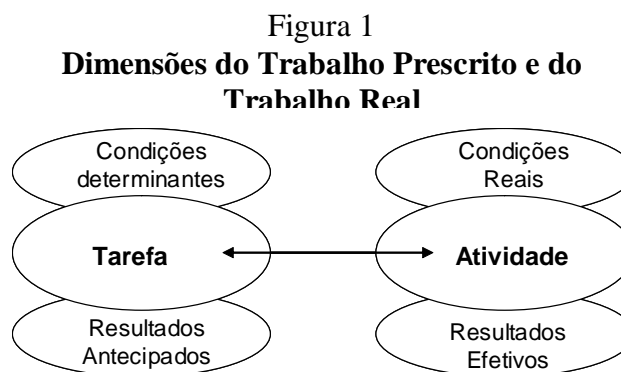 Figura 1
Dimensões do Trabalho Prescrito e do
Trabalho Real
Condições
determinantes
Tarefa
Resultados
Antecipados
Condições
Reais
Atividade
Resultados
Efetivos